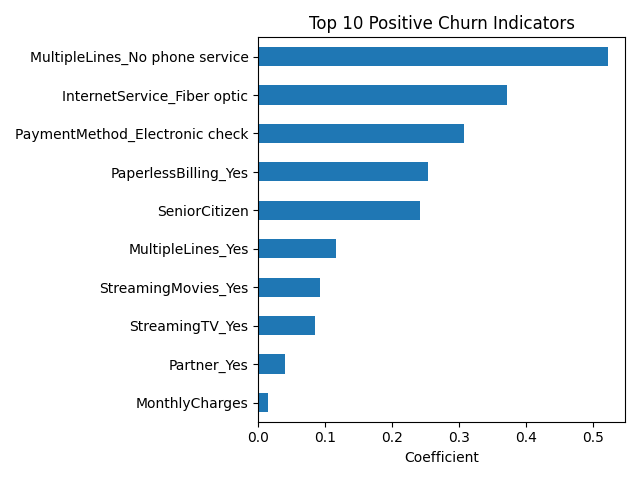 Top 10 Positive Churn Indicators
MultipleLines_No phone service
InternetService_Fiber optic
PaymentMethod_Electronic check
PaperlessBilling_Yes
SeniorCitizen
MultipleLines_Yes
StreamingMovies_Yes
StreamingTV_Yes
Partner_Yes
MonthlyCharges
0.0 0.1 0.2 0.3 0.4 0.5
Coefficient